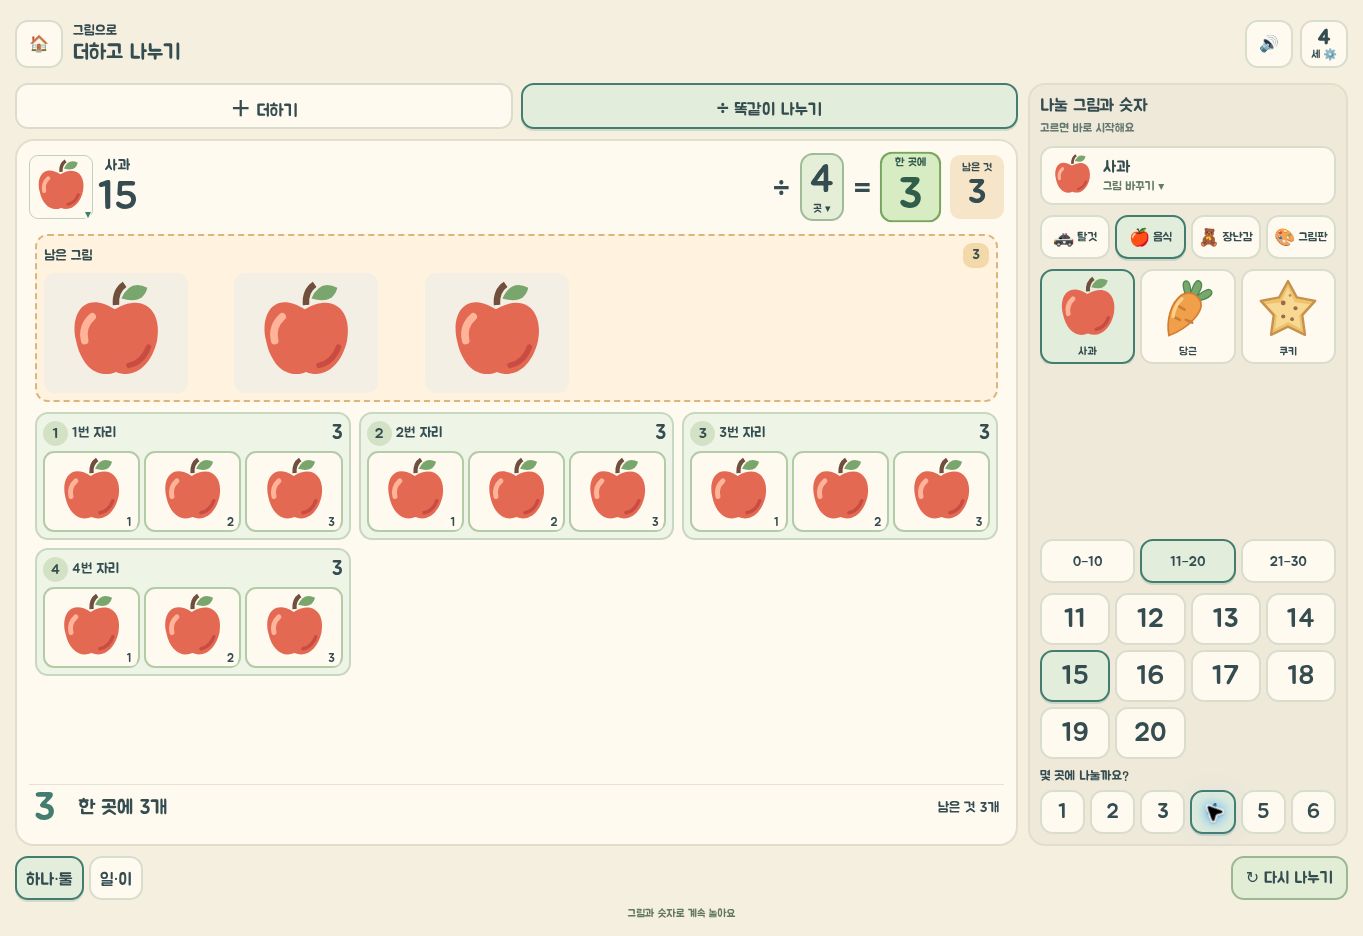 그림으로
더하고 나누기
4
세
+ 더하기
÷ 똑같이 나누기
사과
15
÷
4
곳 ▾
=
한 곳에
3
남은 것
3
남은 그림
3
1 1번 자리 3
1 2 3
2 2번 자리 3
1 2 3
3 3번 자리 3
1 2 3
4 4번 자리 3
1 2 3
3 한 곳에 3개
남은 것 3개
나눌 그림과 숫자
고르면 바로 시작해요
사과
그림 바꾸기 ▾
탈것 음식 장난감 그림판
사과 당근 쿠키
0–10 11–20 21–30
11 12 13 14
15 16 17 18
19 20
몇 곳에 나눌까요?
1 2 3 5 6
하나·둘 일·이
↻ 다시 나누기
그림과 숫자로 계속 놀아요